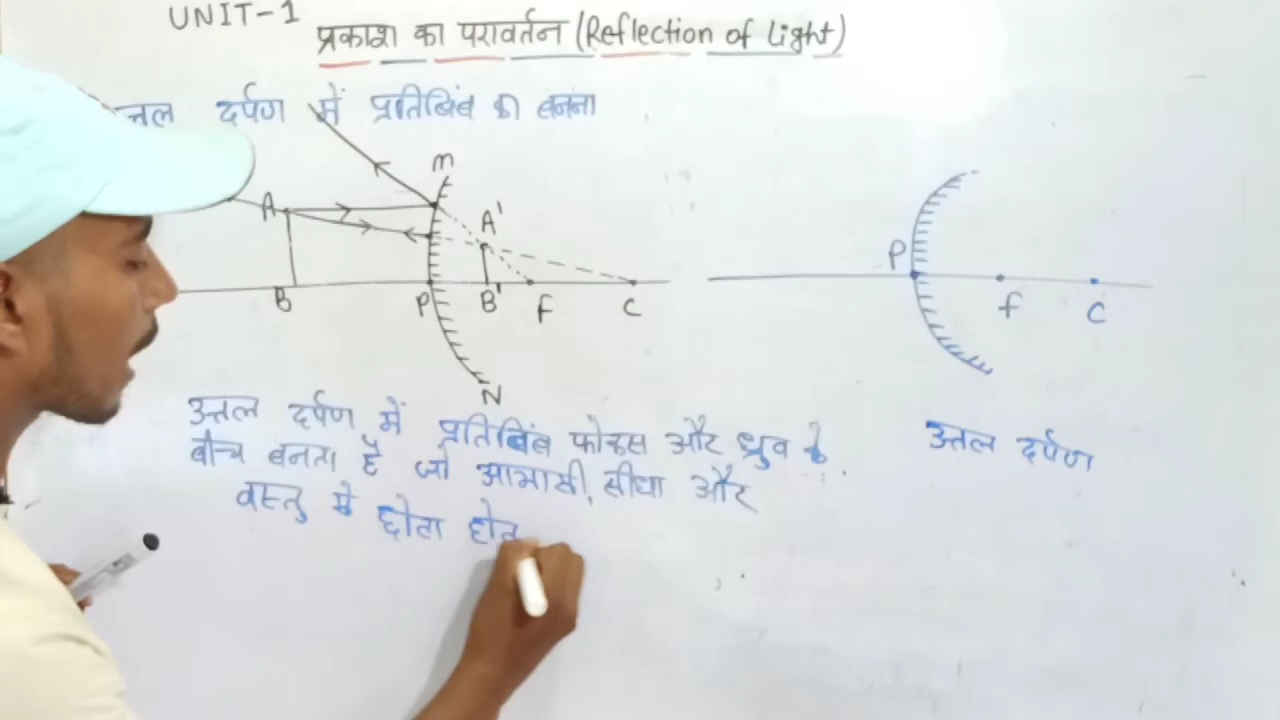 UNIT-1
प्रकाश का परावर्तन (Reflection of light)
दर्पण में प्रतिबिंब का बनना
m
A
A'
B
P
B'
F
C
N
P
f
C
उत्तल दर्पण में प्रतिबिंब फोकस और ध्रुव के
बीच बनता है जो आभासी, सीधा और
वस्तु से छोटा
उत्तल दर्पण